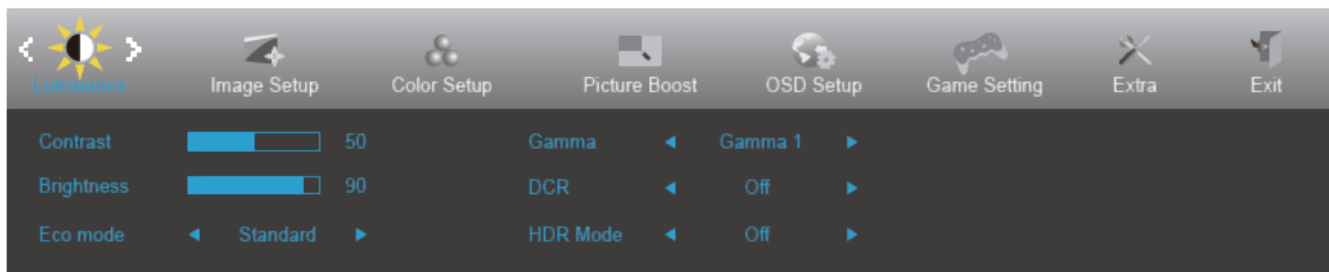 Luminance Image Setup Color Setup Picture Boost OSD Setup Game Setting Extra Exit
Contrast 50 Gamma Gamma 1
Brightness 90 DCR Off
Eco mode Standard HDR Mode Off